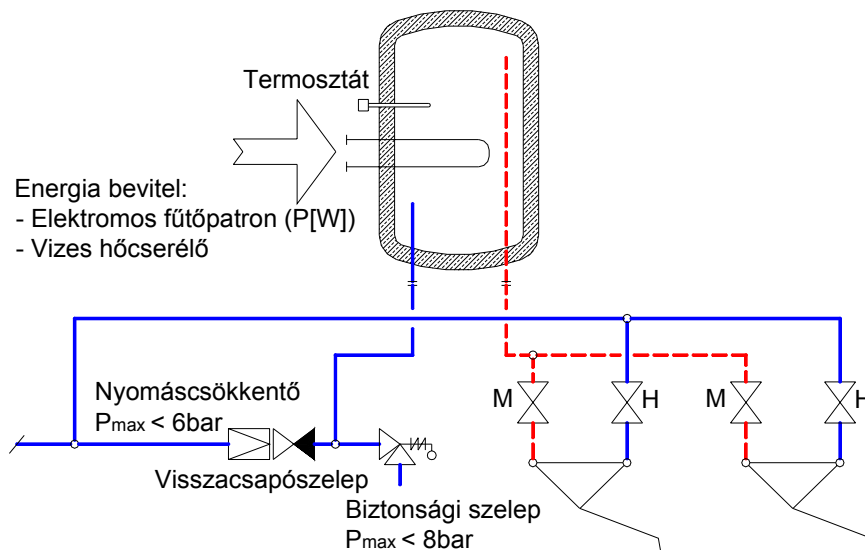 Termosztát
Energia bevitel:
- Elektromos fűtőpatron (P[W])
- Vizes hőcserélő
Nyomáscsökkentő
Pmax < 6bar
M
H
M
H
Visszacsapószelep
Biztonsági szelep
Pmax < 8bar